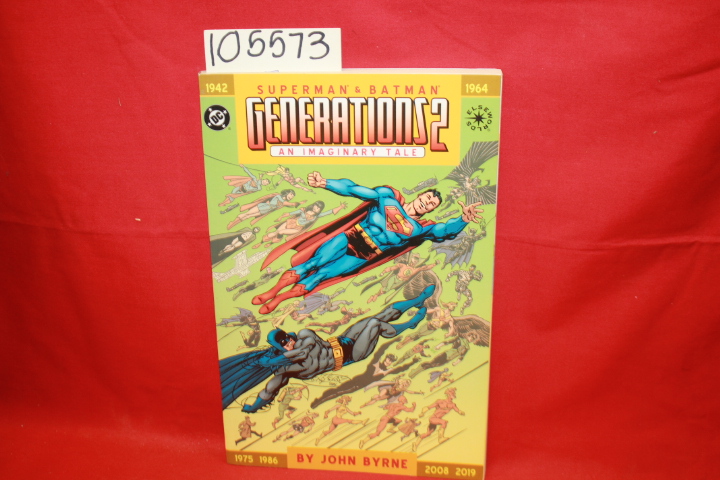 105573
1942
SUPERMAN & BATMAN
1964
DC
GENERATIONS 2
ELSEWORLDS
AN IMAGINARY TALE
1975 1986
BY JOHN BYRNE
2008 2019